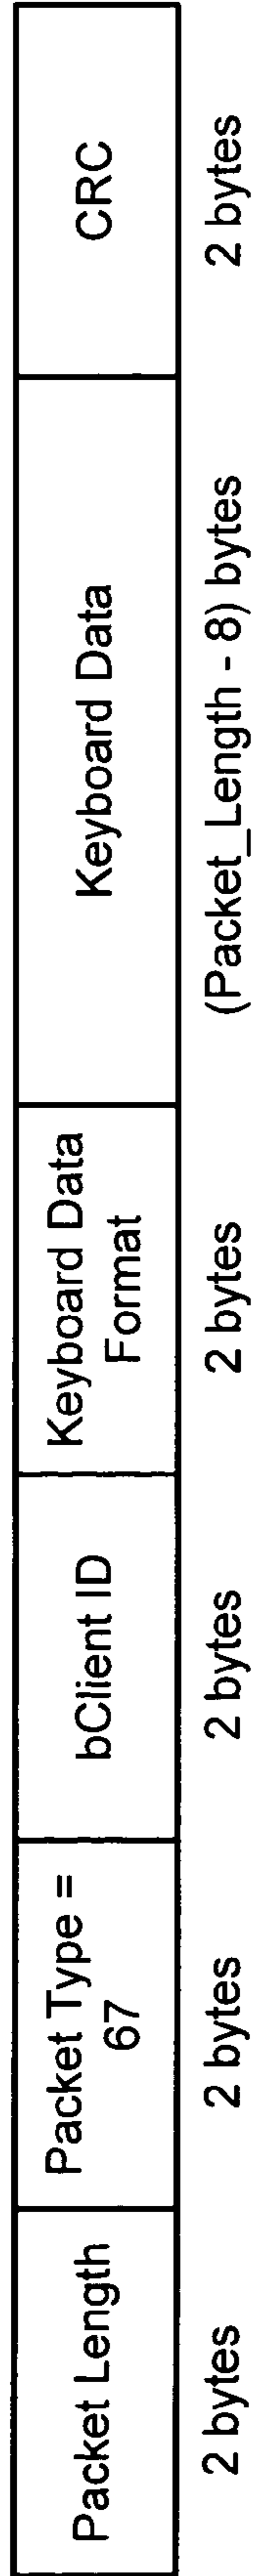 Packet Length
Packet Type =
67
bClient ID
Keyboard Data
Format
Keyboard Data
CRC
2 bytes
2 bytes
2 bytes
2 bytes
(Packet_Length - 8) bytes
2 bytes